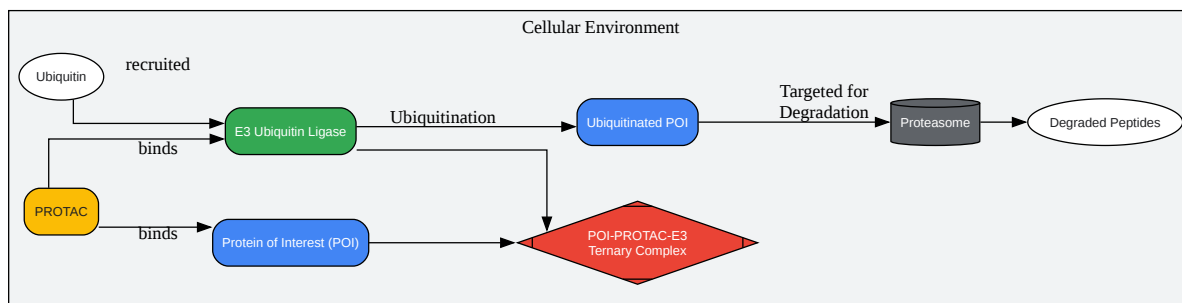 Cellular Environment
recruited
Ubiquitin
E3 Ubiquitin Ligase
Ubiquitination
Ubiquitinated POI
Targeted for
Degradation
Proteasome
Degraded Peptides
binds
PROTAC
binds
Protein of Interest (POI)
POI-PROTAC-E3
Ternary Complex